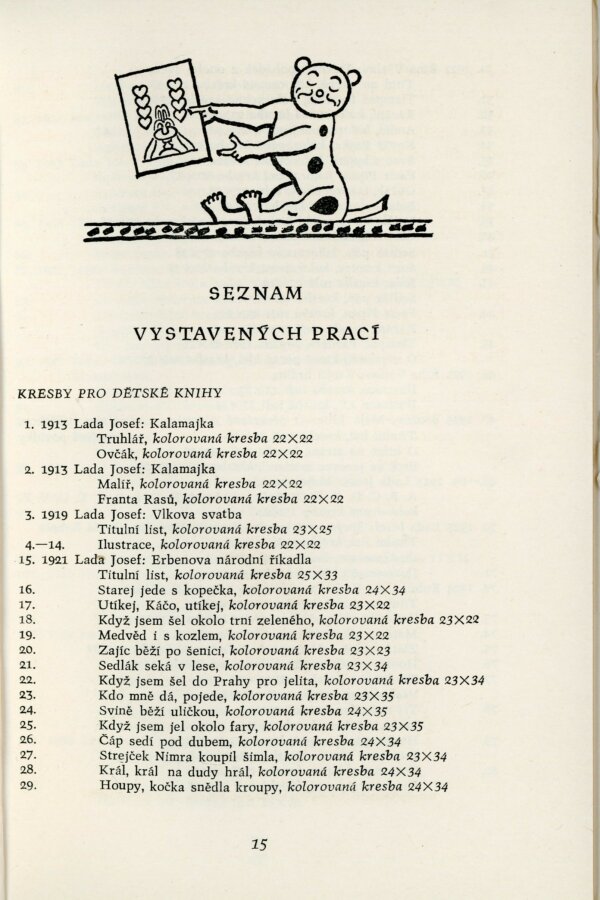 SEZNAM
VYSTAVENÝCH PRACÍ
KRESBY PRO DĚTSKÉ KNIHY
1. 1913 Lada Josef: Kalamajka
Truhlář, kolorovaná kresba 22×22
Ovčák, kolorovaná kresba 22×22
2. 1913 Lada Josef: Kalamajka
Malíř, kolorovaná kresba 22×22
Franta Rasů, kolorovaná kresba 22×22
3. 1919 Lada Josef: Vlkova svatba
Titulní list, kolorovaná kresba 23×25
4.—14. Ilustrace, kolorovaná kresba 22×22
15. 1921 Lada Josef: Erbenova národní říkadla
Titulní list, kolorovaná kresba 25×33
16. Starej jede s kopečka, kolorovaná kresba 24×34
17. Utíkej, Káčo, utíkej, kolorovaná kresba 23×22
18. Když jsem šel okolo trní zeleného, kolorovaná kresba 23×22
19. Medvěd i s kozlem, kolorovaná kresba 23×22
20. Zajíc běží po šenici, kolorovaná kresba 23×23
21. Sedlák seká v lese, kolorovaná kresba 23×34
22. Když jsem šel do Prahy pro jelita, kolorovaná kresba 23×34
23. Kdo mně dá, pojede, kolorovaná kresba 23×35
24. Svině běží uličkou, kolorovaná kresba 24×35
25. Když jsem jel okolo fary, kolorovaná kresba 23×35
26. Čáp sedí pod dubem, kolorovaná kresba 24×34
27. Strejček Nimra koupil šimla, kolorovaná kresba 23×34
28. Král, král na dudy hrál, kolorovaná kresba 24×34
29. Houpy, kočka snědla kroupy, kolorovaná kresba 24×34
15